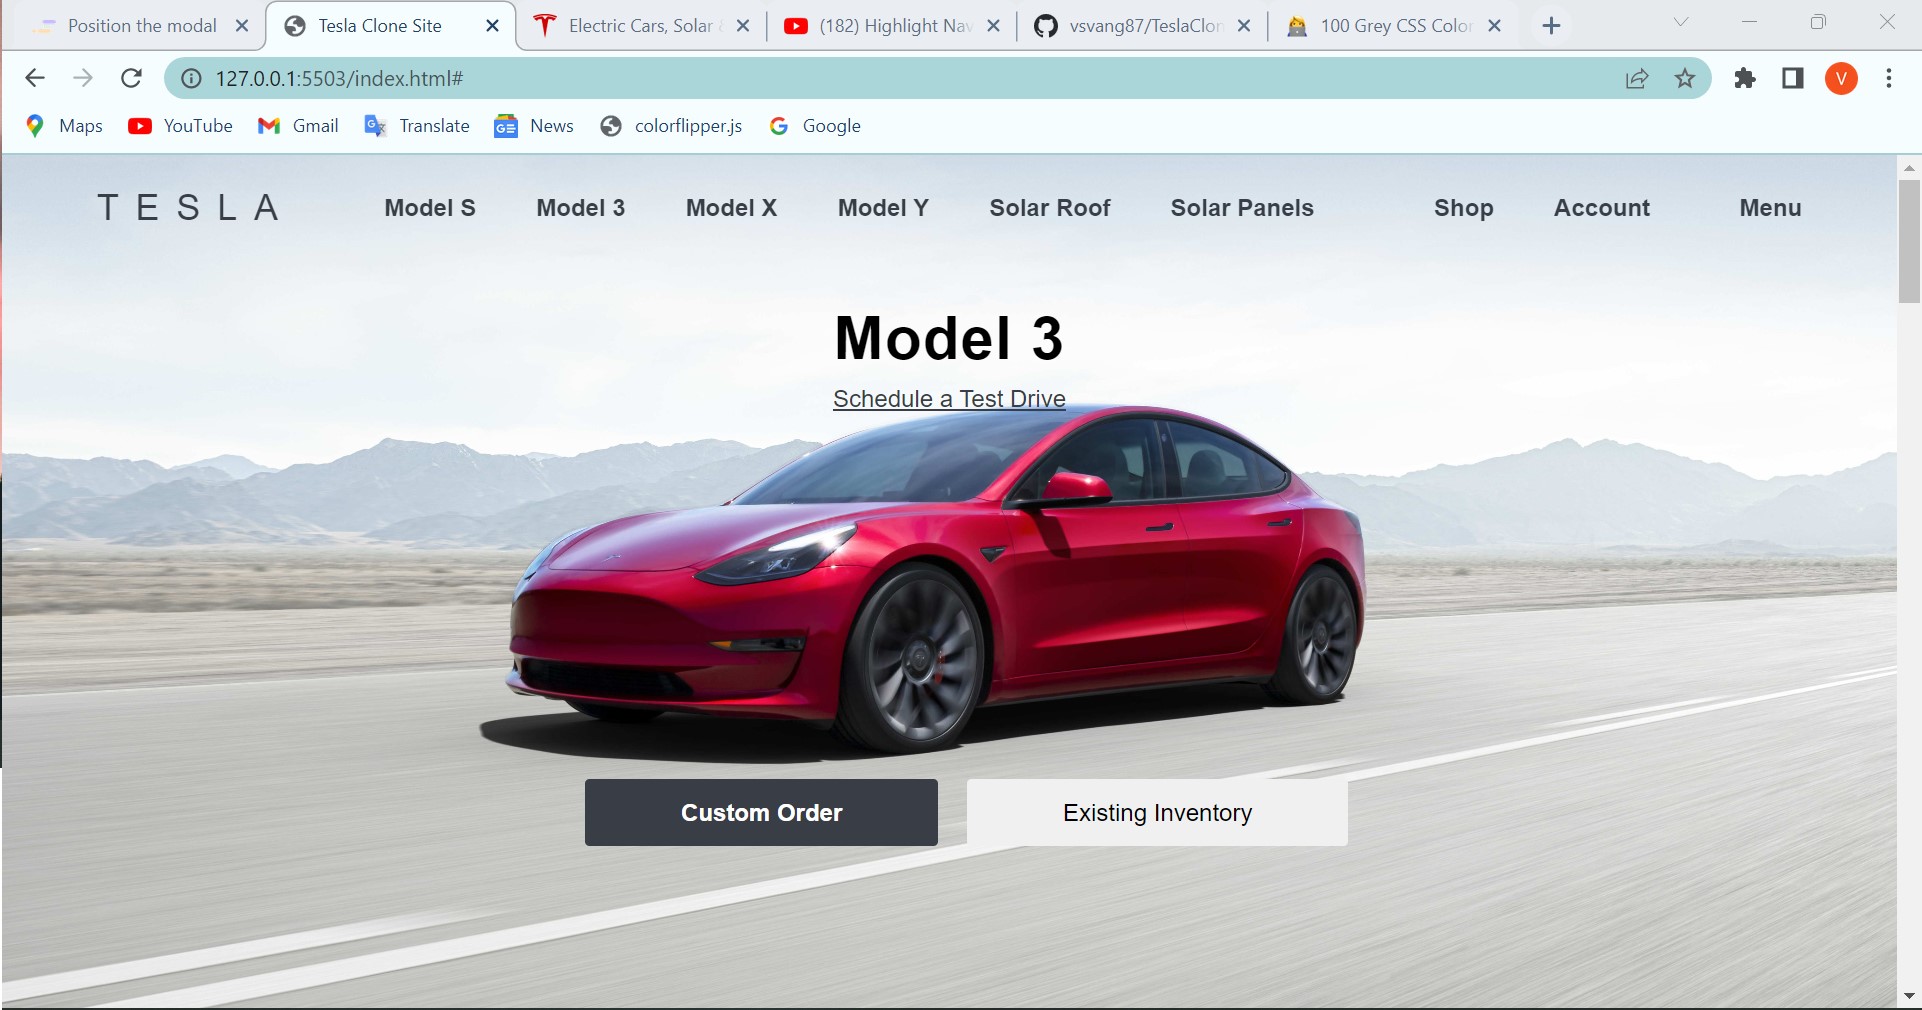 Position the modal
Tesla Clone Site
Electric Cars, Solar &
(182) Highlight Nav
vsvang87/TeslaClon
100 Grey CSS Color
127.0.0.1:5503/index.html#
V
Maps
YouTube
Gmail
Translate
News
colorflipper.js
Google
TESLA
Model S
Model 3
Model X
Model Y
Solar Roof
Solar Panels
Shop
Account
Menu
Model 3
Schedule a Test Drive
Custom Order
Existing Inventory